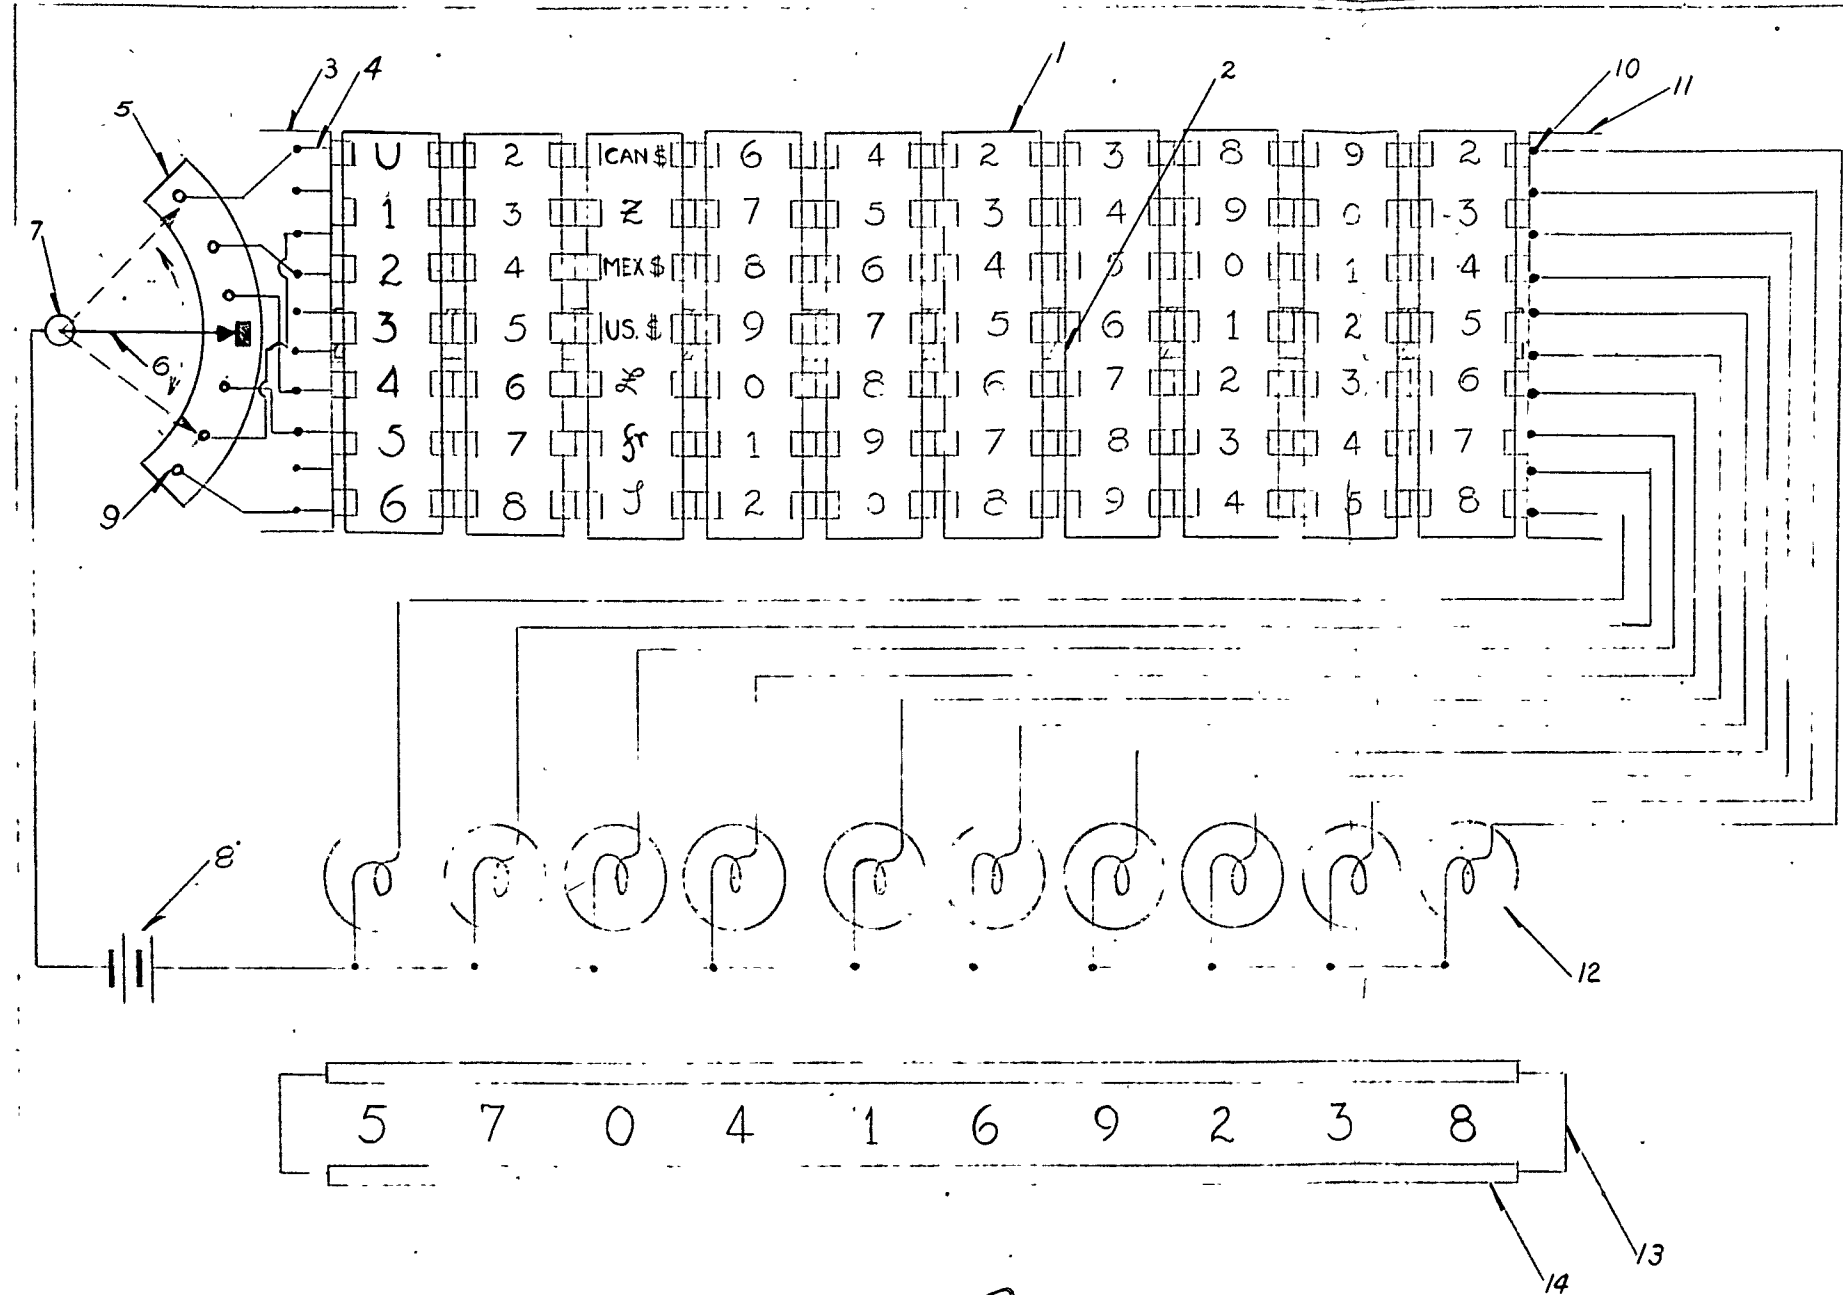 3 4 1 2 10 11
5
7
6
9
U 2 CAN $ 6 4 2 3 8 9 2
1 3 Z 7 5 3 4 9 0 3
2 4 MEX $ 8 6 4 5 0 1 4
3 5 US. $ 9 7 5 6 1 2 5
4 6 £ 0 8 6 7 2 3 6
5 7 fr 1 9 7 8 3 4 7
6 8 2 0 8 9 4 5 8
8
12
5 7 0 4 1 6 9 2 3 8
13
14